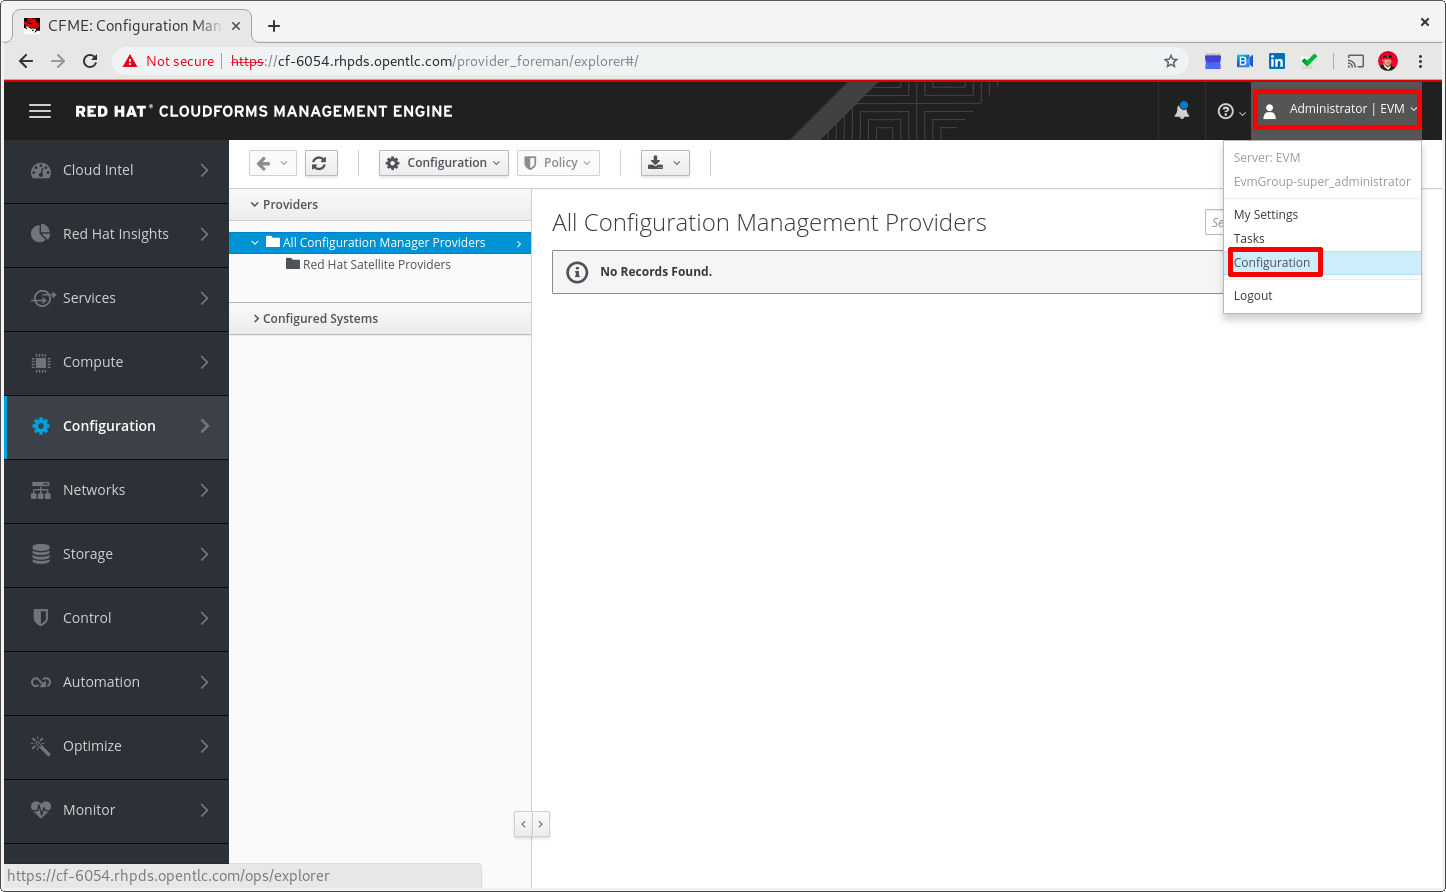 CFME: Configuration Man
Not secure https://cf-6054.rhpds.opentlc.com/provider_foreman/explorer#/
RED HAT® CLOUDFORMS MANAGEMENT ENGINE
Administrator | EVM
Cloud Intel
Red Hat Insights
Services
Compute
Configuration
Networks
Storage
Control
Automation
Optimize
Monitor
Configuration
Policy
Providers
All Configuration Manager Providers
Red Hat Satellite Providers
Configured Systems
All Configuration Management Providers
No Records Found.
Server: EVM
EvmGroup-super_administrator
My Settings
Tasks
Configuration
Logout
https://cf-6054.rhpds.opentlc.com/ops/explorer